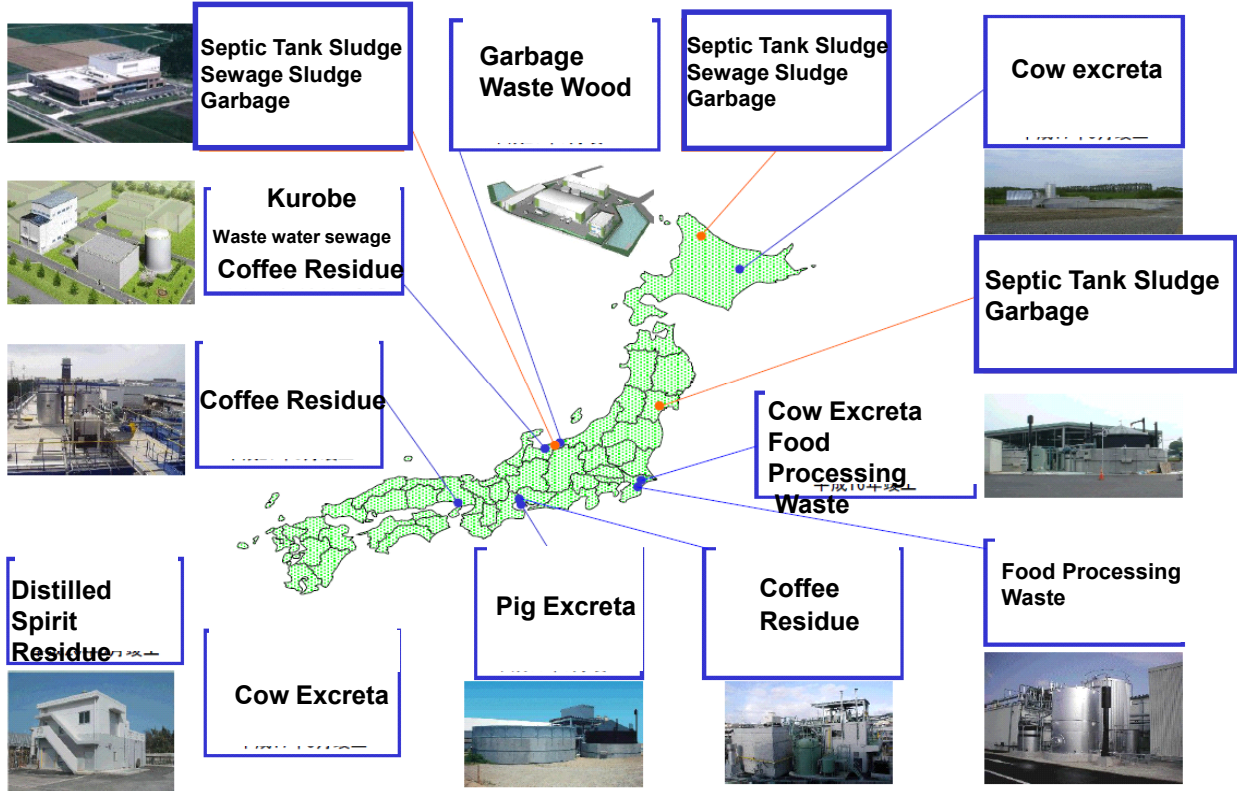 Septic Tank Sludge
Sewage Sludge
Garbage
Garbage
Waste Wood
Septic Tank Sludge
Sewage Sludge
Garbage
Cow excreta
Kurobe
Waste water sewage
Coffee Residue
Septic Tank Sludge
Garbage
Coffee Residue
Cow Excreta
Food
Processing
Waste
Distilled
Spirit
Residue
Cow Excreta
Pig Excreta
Coffee
Residue
Food Processing
Waste